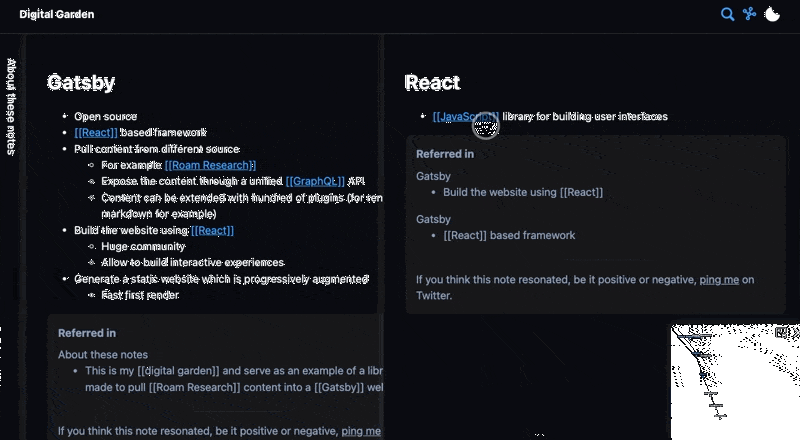 Digital Garden
About these notes
Gatsby
Open source
[[React]] based framework
Pull content from different source
For example [[Roam Research]]
Expose the content through a unified [[GraphQL]] API
Content can be extended with hundred of plugins (for
markdown for example)
Build the website using [[React]]
Huge community
Allow to build interactive experiences
Generate a static website which is progressively augmented
Fast first render
Referred in
About these notes
This is my [[digital garden]] and serve as an example of a libr
made to pull [[Roam Research]] content into a [[Gatsby]] wel
If you think this note resonated, be it positive or negative, ping me
React
[[JavaScript]] library for building user interfaces
Referred in
Gatsby
Build the website using [[React]]
Gatsby
[[React]] based framework
If you think this note resonated, be it positive or negative, ping me on
Twitter.